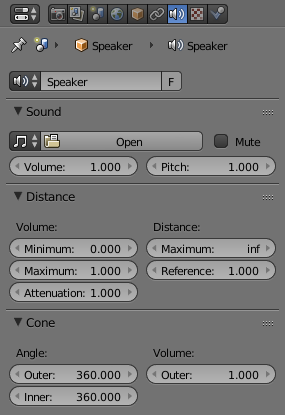 Speaker Speaker
Speaker F
Sound
Open Mute
Volume: 1.000 Pitch: 1.000
Distance
Volume: Distance:
Minimum: 0.000 Maximum: inf
Maximum: 1.000 Reference: 1.000
Attenuation: 1.000
Cone
Angle: Volume:
Outer: 360.000 Outer: 1.000
Inner: 360.000